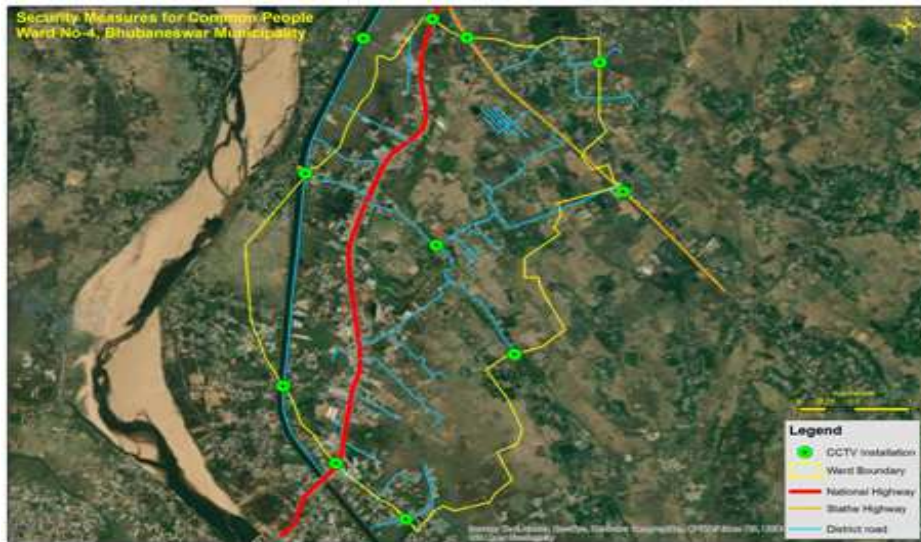 Security Measures for Common People
Ward No-4, Bhubaneswar Municipality
Legend
CCTV Installation
Ward Boundary
National Highway
Stathe Highway
District road